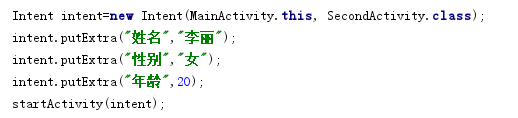 Intent intent=new Intent(MainActivity.this, SecondActivity.class);
intent.putExtra("姓名","李丽");
intent.putExtra("性别","女");
intent.putExtra("年龄",20);
startActivity(intent);